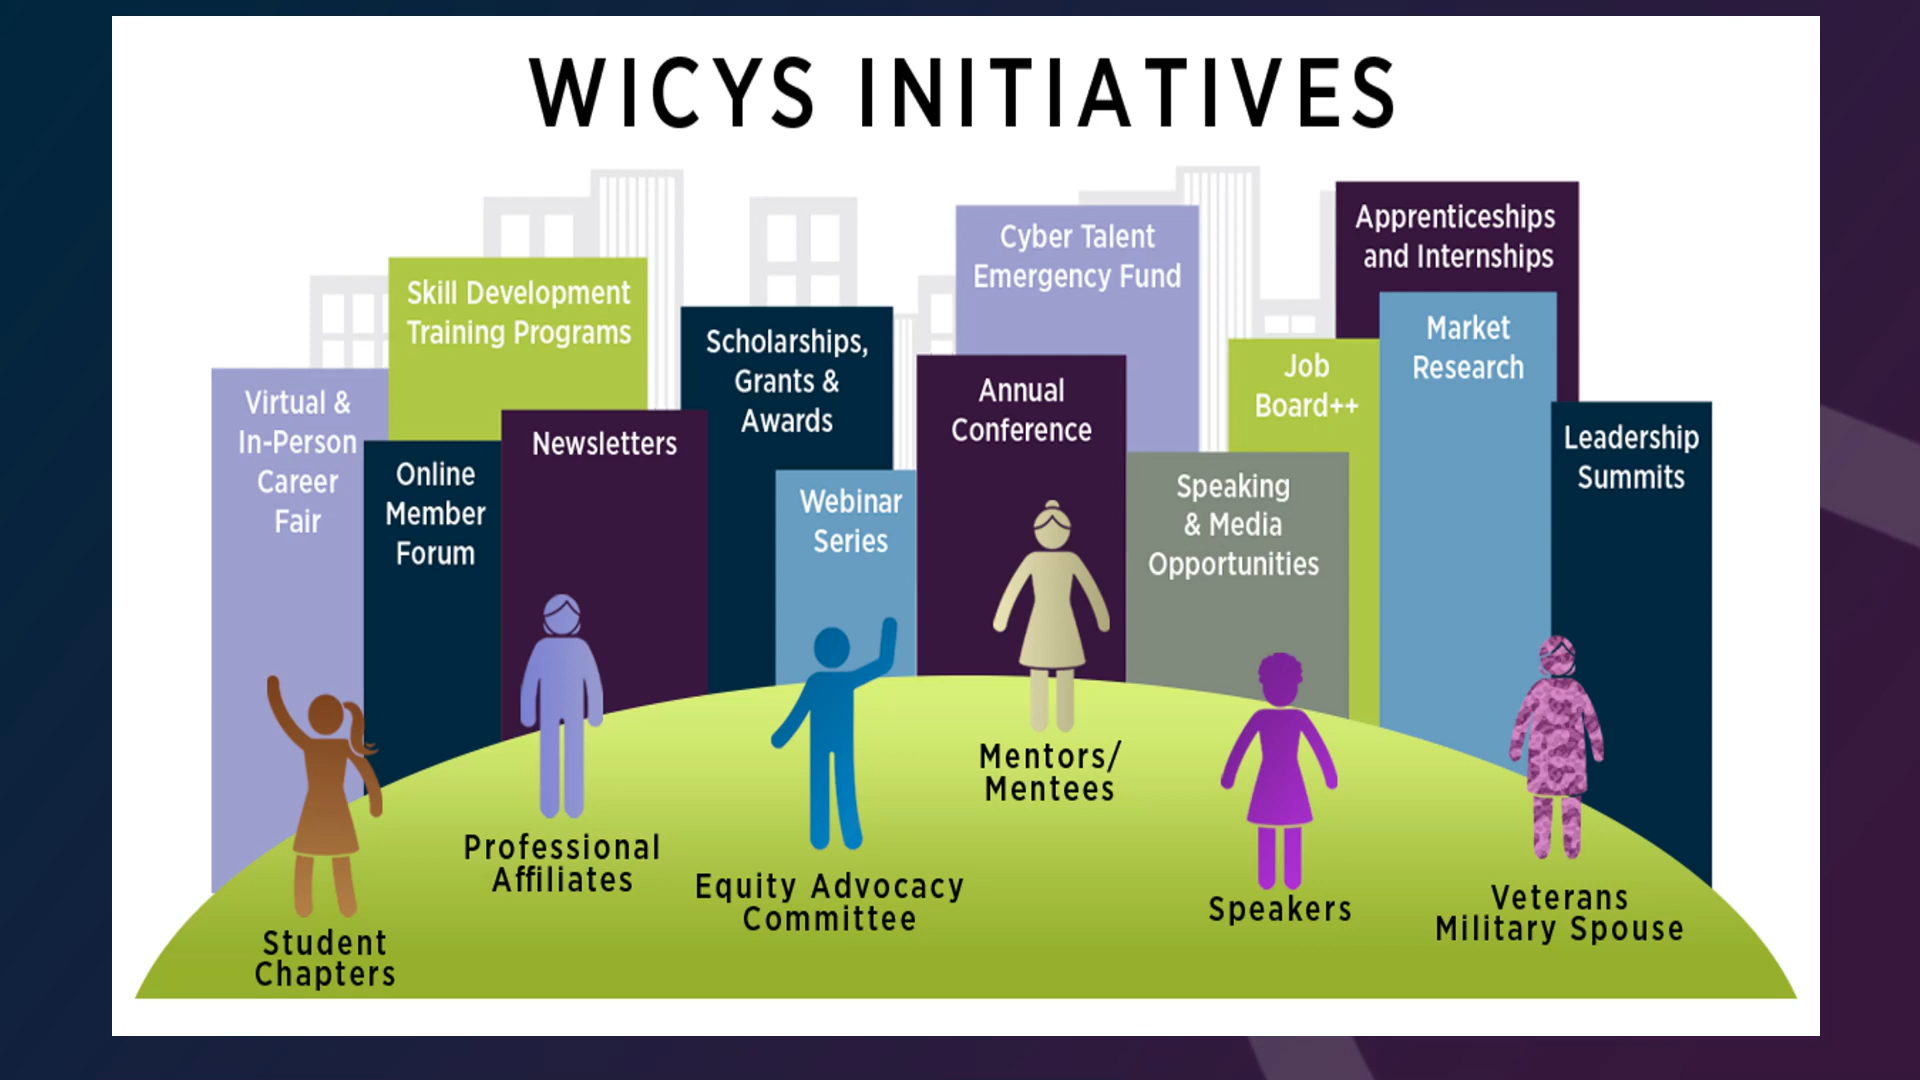 WICYS INITIATIVES
Virtual &
In-Person
Career
Fair
Skill Development
Training Programs
Online
Member
Forum
Newsletters
Scholarships,
Grants &
Awards
Webinar
Series
Cyber Talent
Emergency Fund
Annual
Conference
Speaking
& Media
Opportunities
Job
Board++
Apprenticeships
and Internships
Market
Research
Leadership
Summits
Student
Chapters
Professional
Affiliates
Equity Advocacy
Committee
Mentors/
Mentees
Speakers
Veterans
Military Spouse